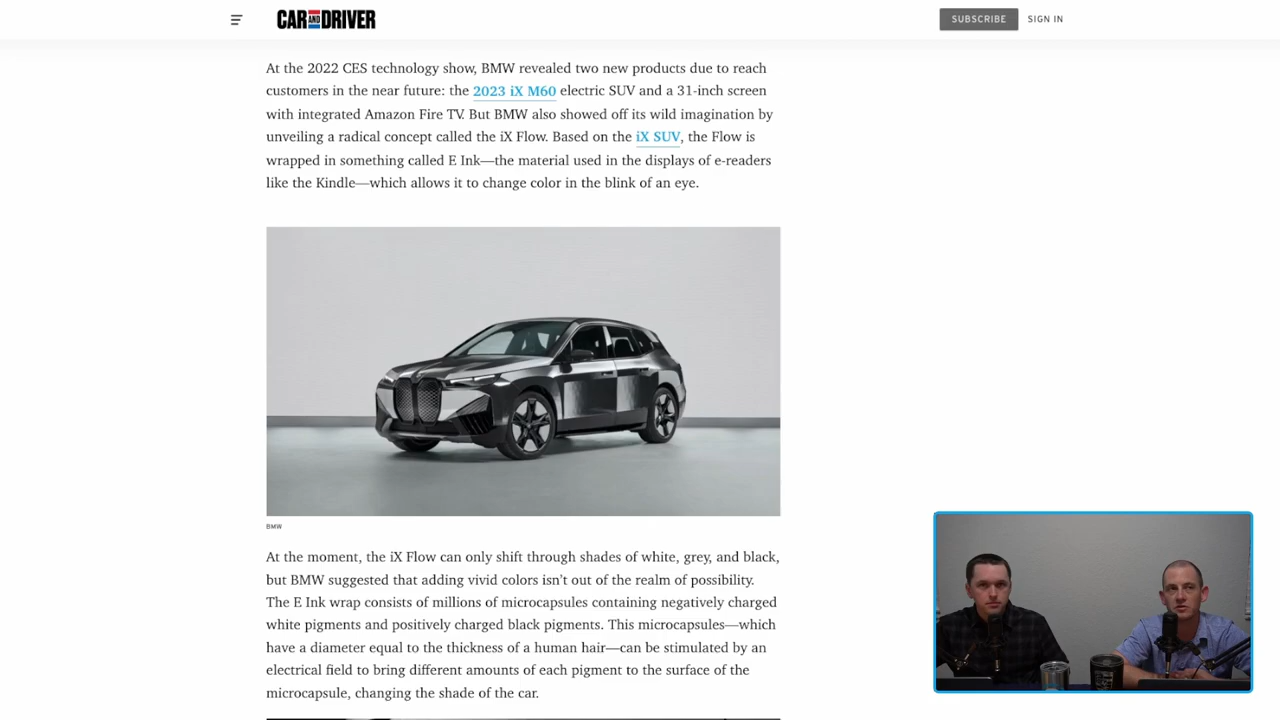 CAR AND DRIVER
SUBSCRIBE
SIGN IN
At the 2022 CES technology show, BMW revealed two new products due to reach
customers in the near future: the 2023 iX M60 electric SUV and a 31-inch screen
with integrated Amazon Fire TV. But BMW also showed off its wild imagination by
unveiling a radical concept called the iX Flow. Based on the iX SUV, the Flow is
wrapped in something called E Ink—the material used in the displays of e-readers
like the Kindle—which allows it to change color in the blink of an eye.
BMW
At the moment, the iX Flow can only shift through shades of white, grey, and black,
but BMW suggested that adding vivid colors isn't out of the realm of possibility.
The E Ink wrap consists of millions of microcapsules containing negatively charged
white pigments and positively charged black pigments. This microcapsules—which
have a diameter equal to the thickness of a human hair—can be stimulated by an
electrical field to bring different amounts of each pigment to the surface of the
microcapsule, changing the shade of the car.